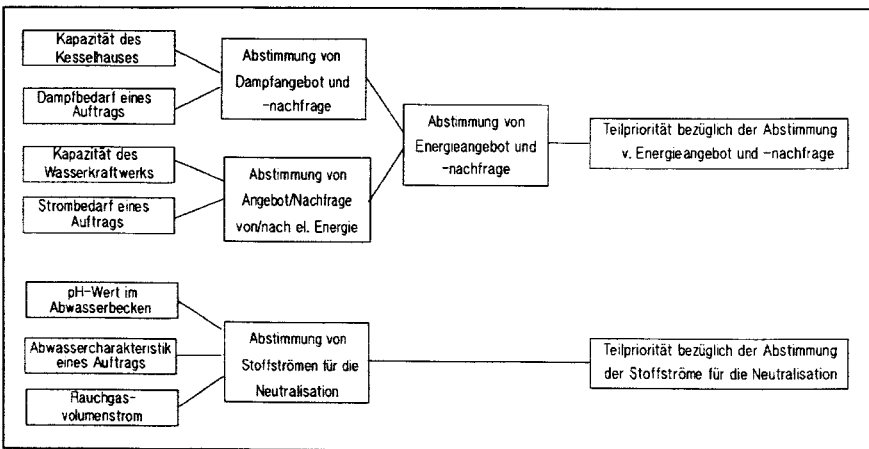 Kapazität des
Kesselhauses
Dampfbedarf eines
Auftrags
Abstimmung von
Dampfangebot und
-nachfrage
Kapazität des
Wasserkraftwerks
Strombedarf eines
Auftrags
Abstimmung von
Angebot/Nachfrage
von/nach el. Energie
Abstimmung von
Energieangebot und
-nachfrage
Teilpriorität bezüglich der Abstimmung
v. Energieangebot und -nachfrage
pH-Wert im
Abwasserbecken
Abwassercharakteristik
eines Auftrags
Rauchgas-
volumenstrom
Abstimmung von
Stoffströmen für die
Neutralisation
Teilpriorität bezüglich der Abstimmung
der Stoffströme für die Neutralisation